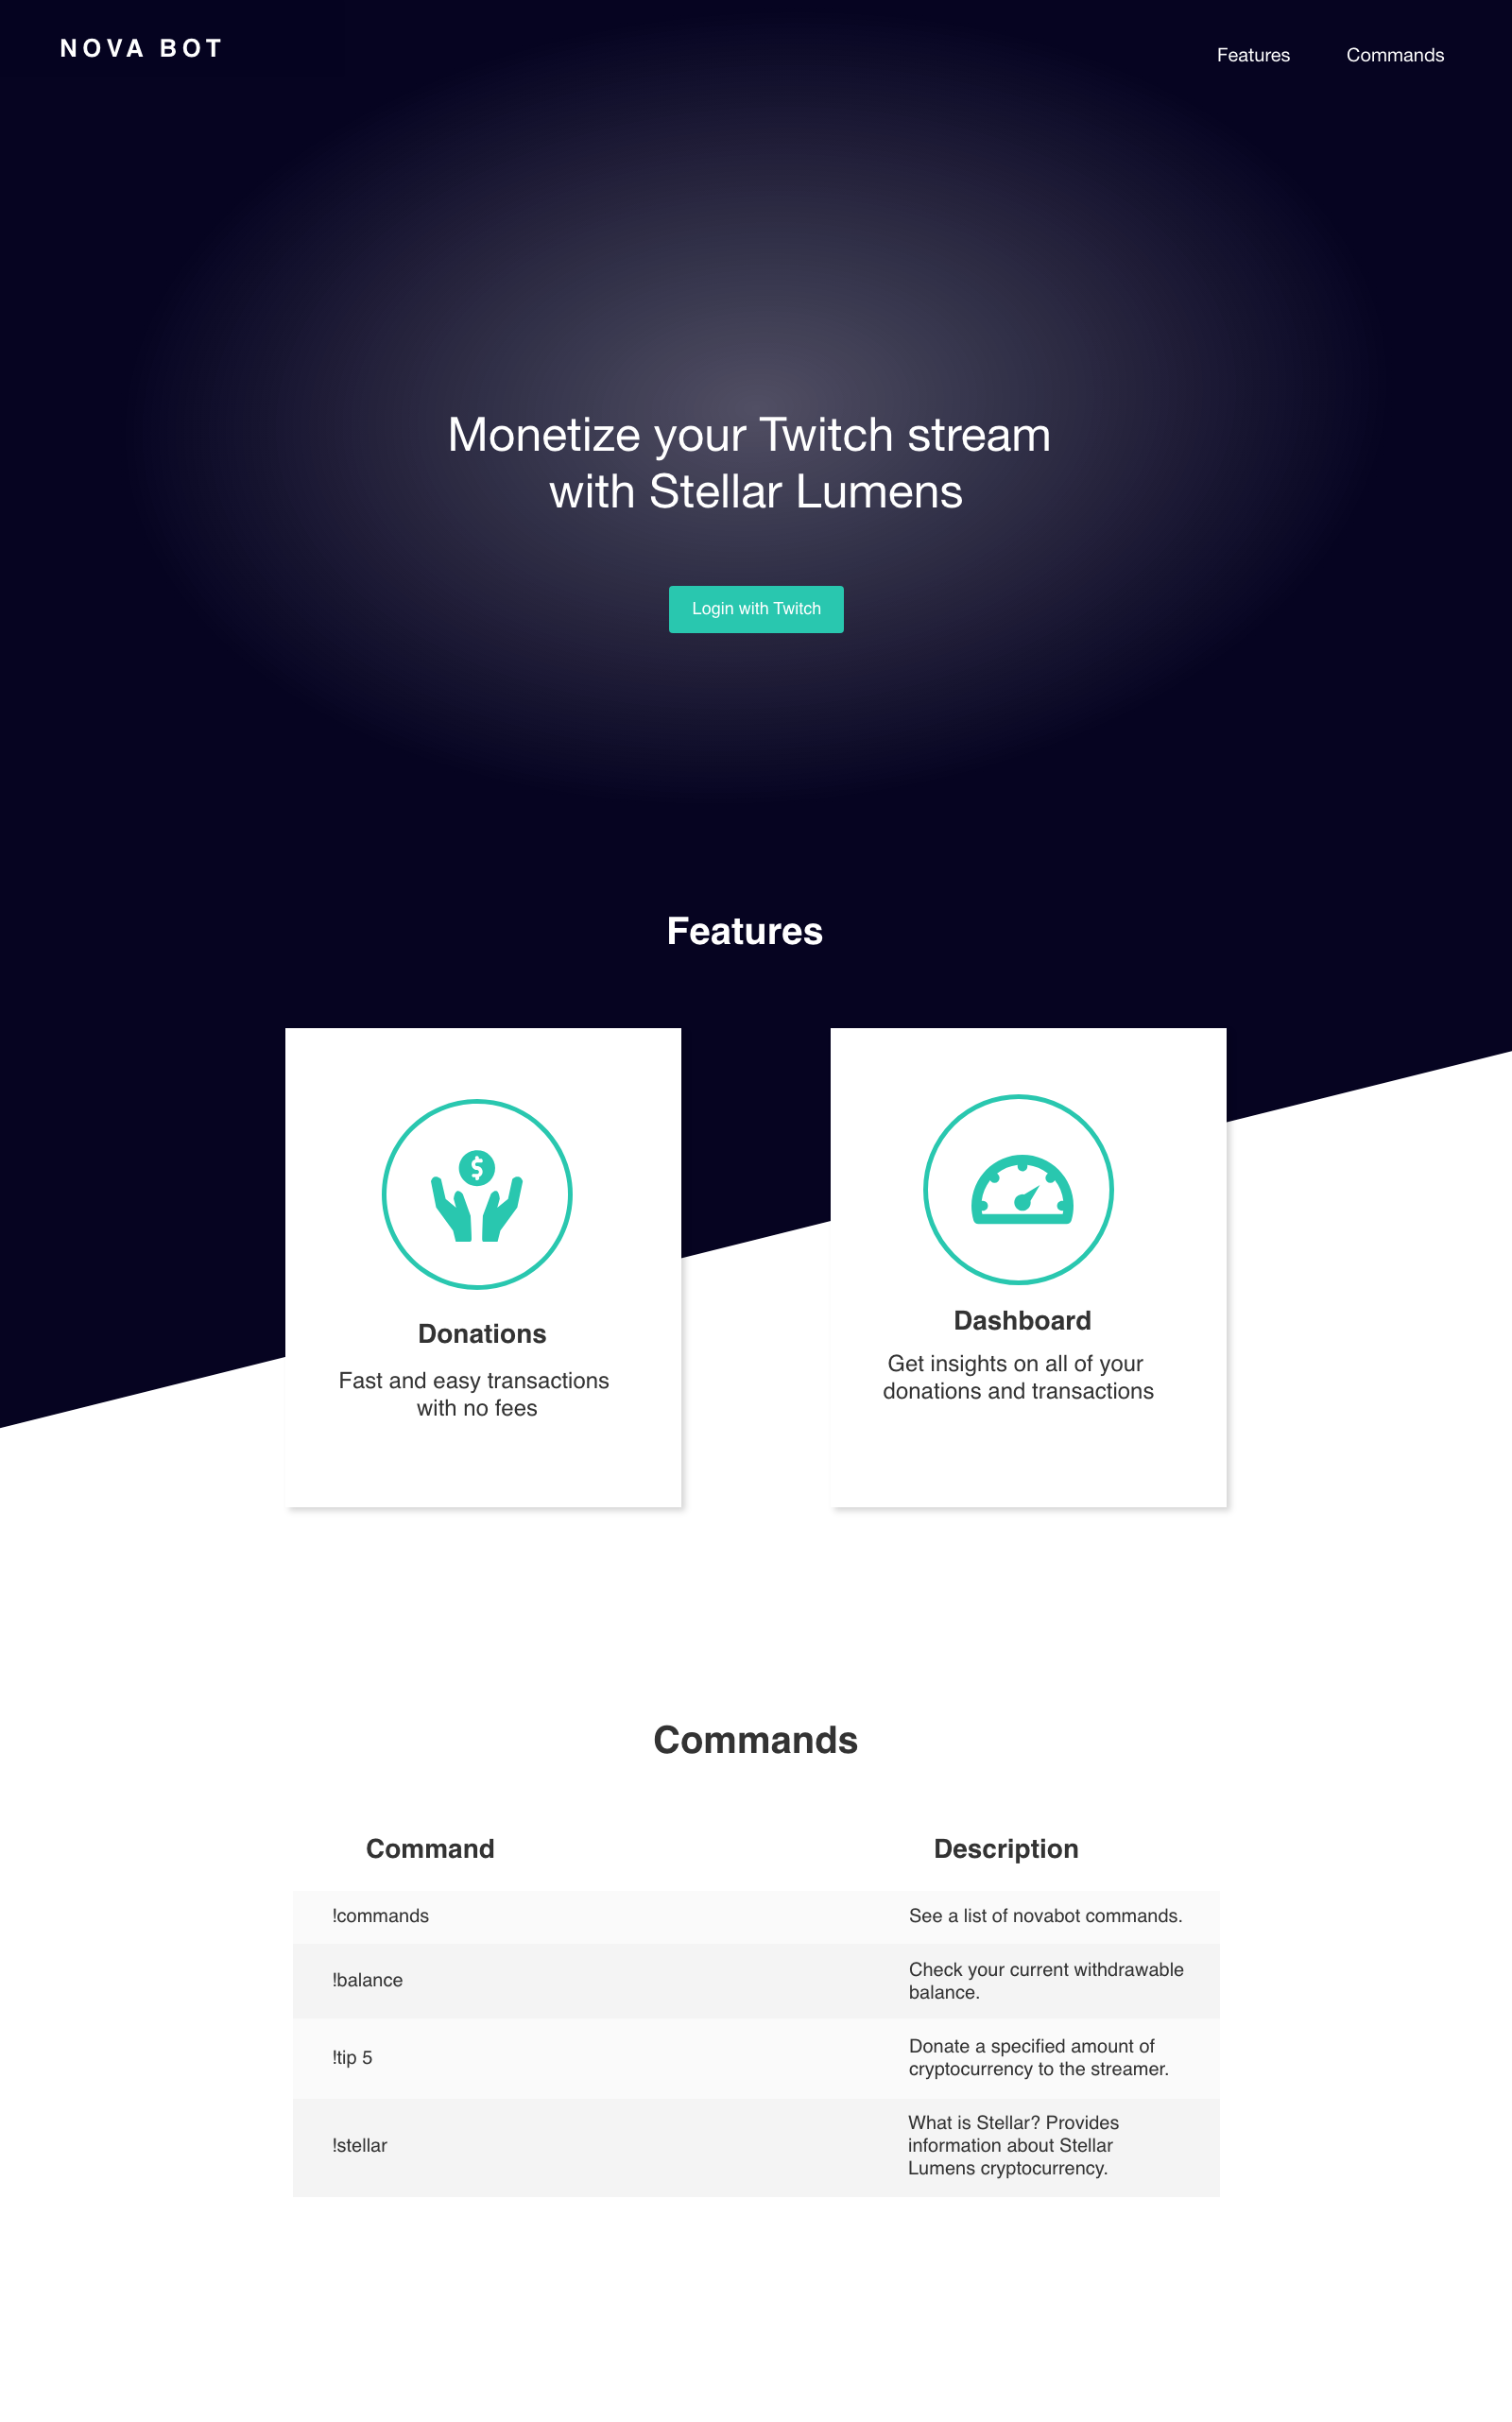 NOVA BOT
Features
Commands
Monetize your Twitch stream
with Stellar Lumens
Login with Twitch
Features
$
Donations
Fast and easy transactions
with no fees
Dashboard
Get insights on all of your
donations and transactions
Commands
Command
Description
!commands
See a list of novabot commands.
!balance
Check your current withdrawable
balance.
!tip 5
Donate a specified amount of
cryptocurrency to the streamer.
!stellar
What is Stellar? Provides
information about Stellar
Lumens cryptocurrency.